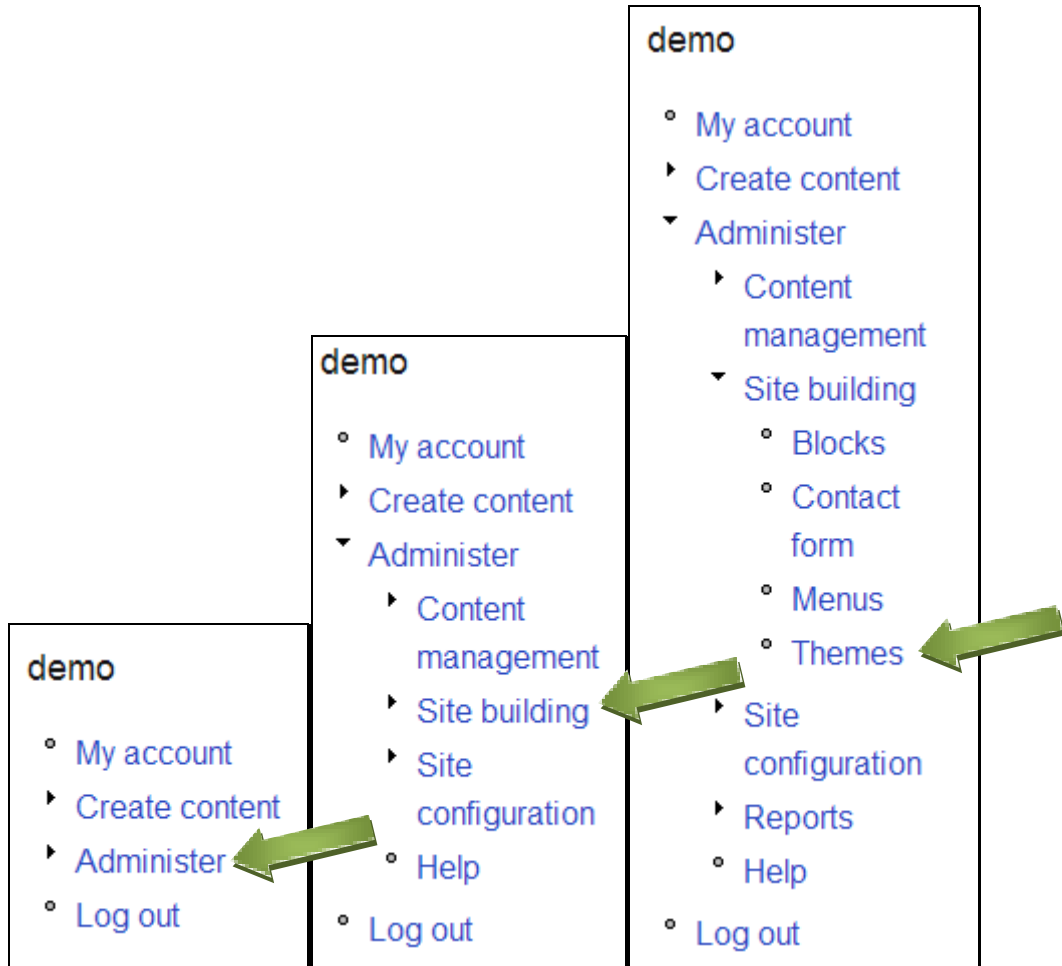 demo
My account
Create content
Administer
Log out
demo
My account
Create content
Administer
Content
management
Site building
Site
configuration
Help
Log out
demo
My account
Create content
Administer
Content
management
Site building
Blocks
Contact
form
Menus
Themes
Site
configuration
Reports
Help
Log out